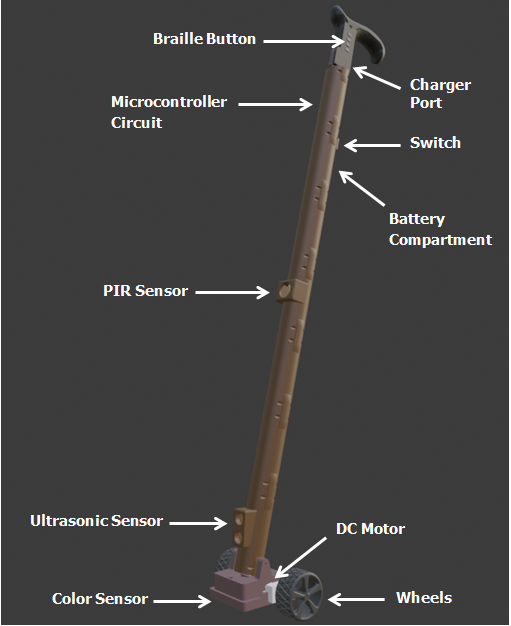 Braille Button
Charger
Port
Microcontroller
Circuit
Switch
Battery
Compartment
PIR Sensor
Ultrasonic Sensor
DC Motor
Color Sensor
Wheels